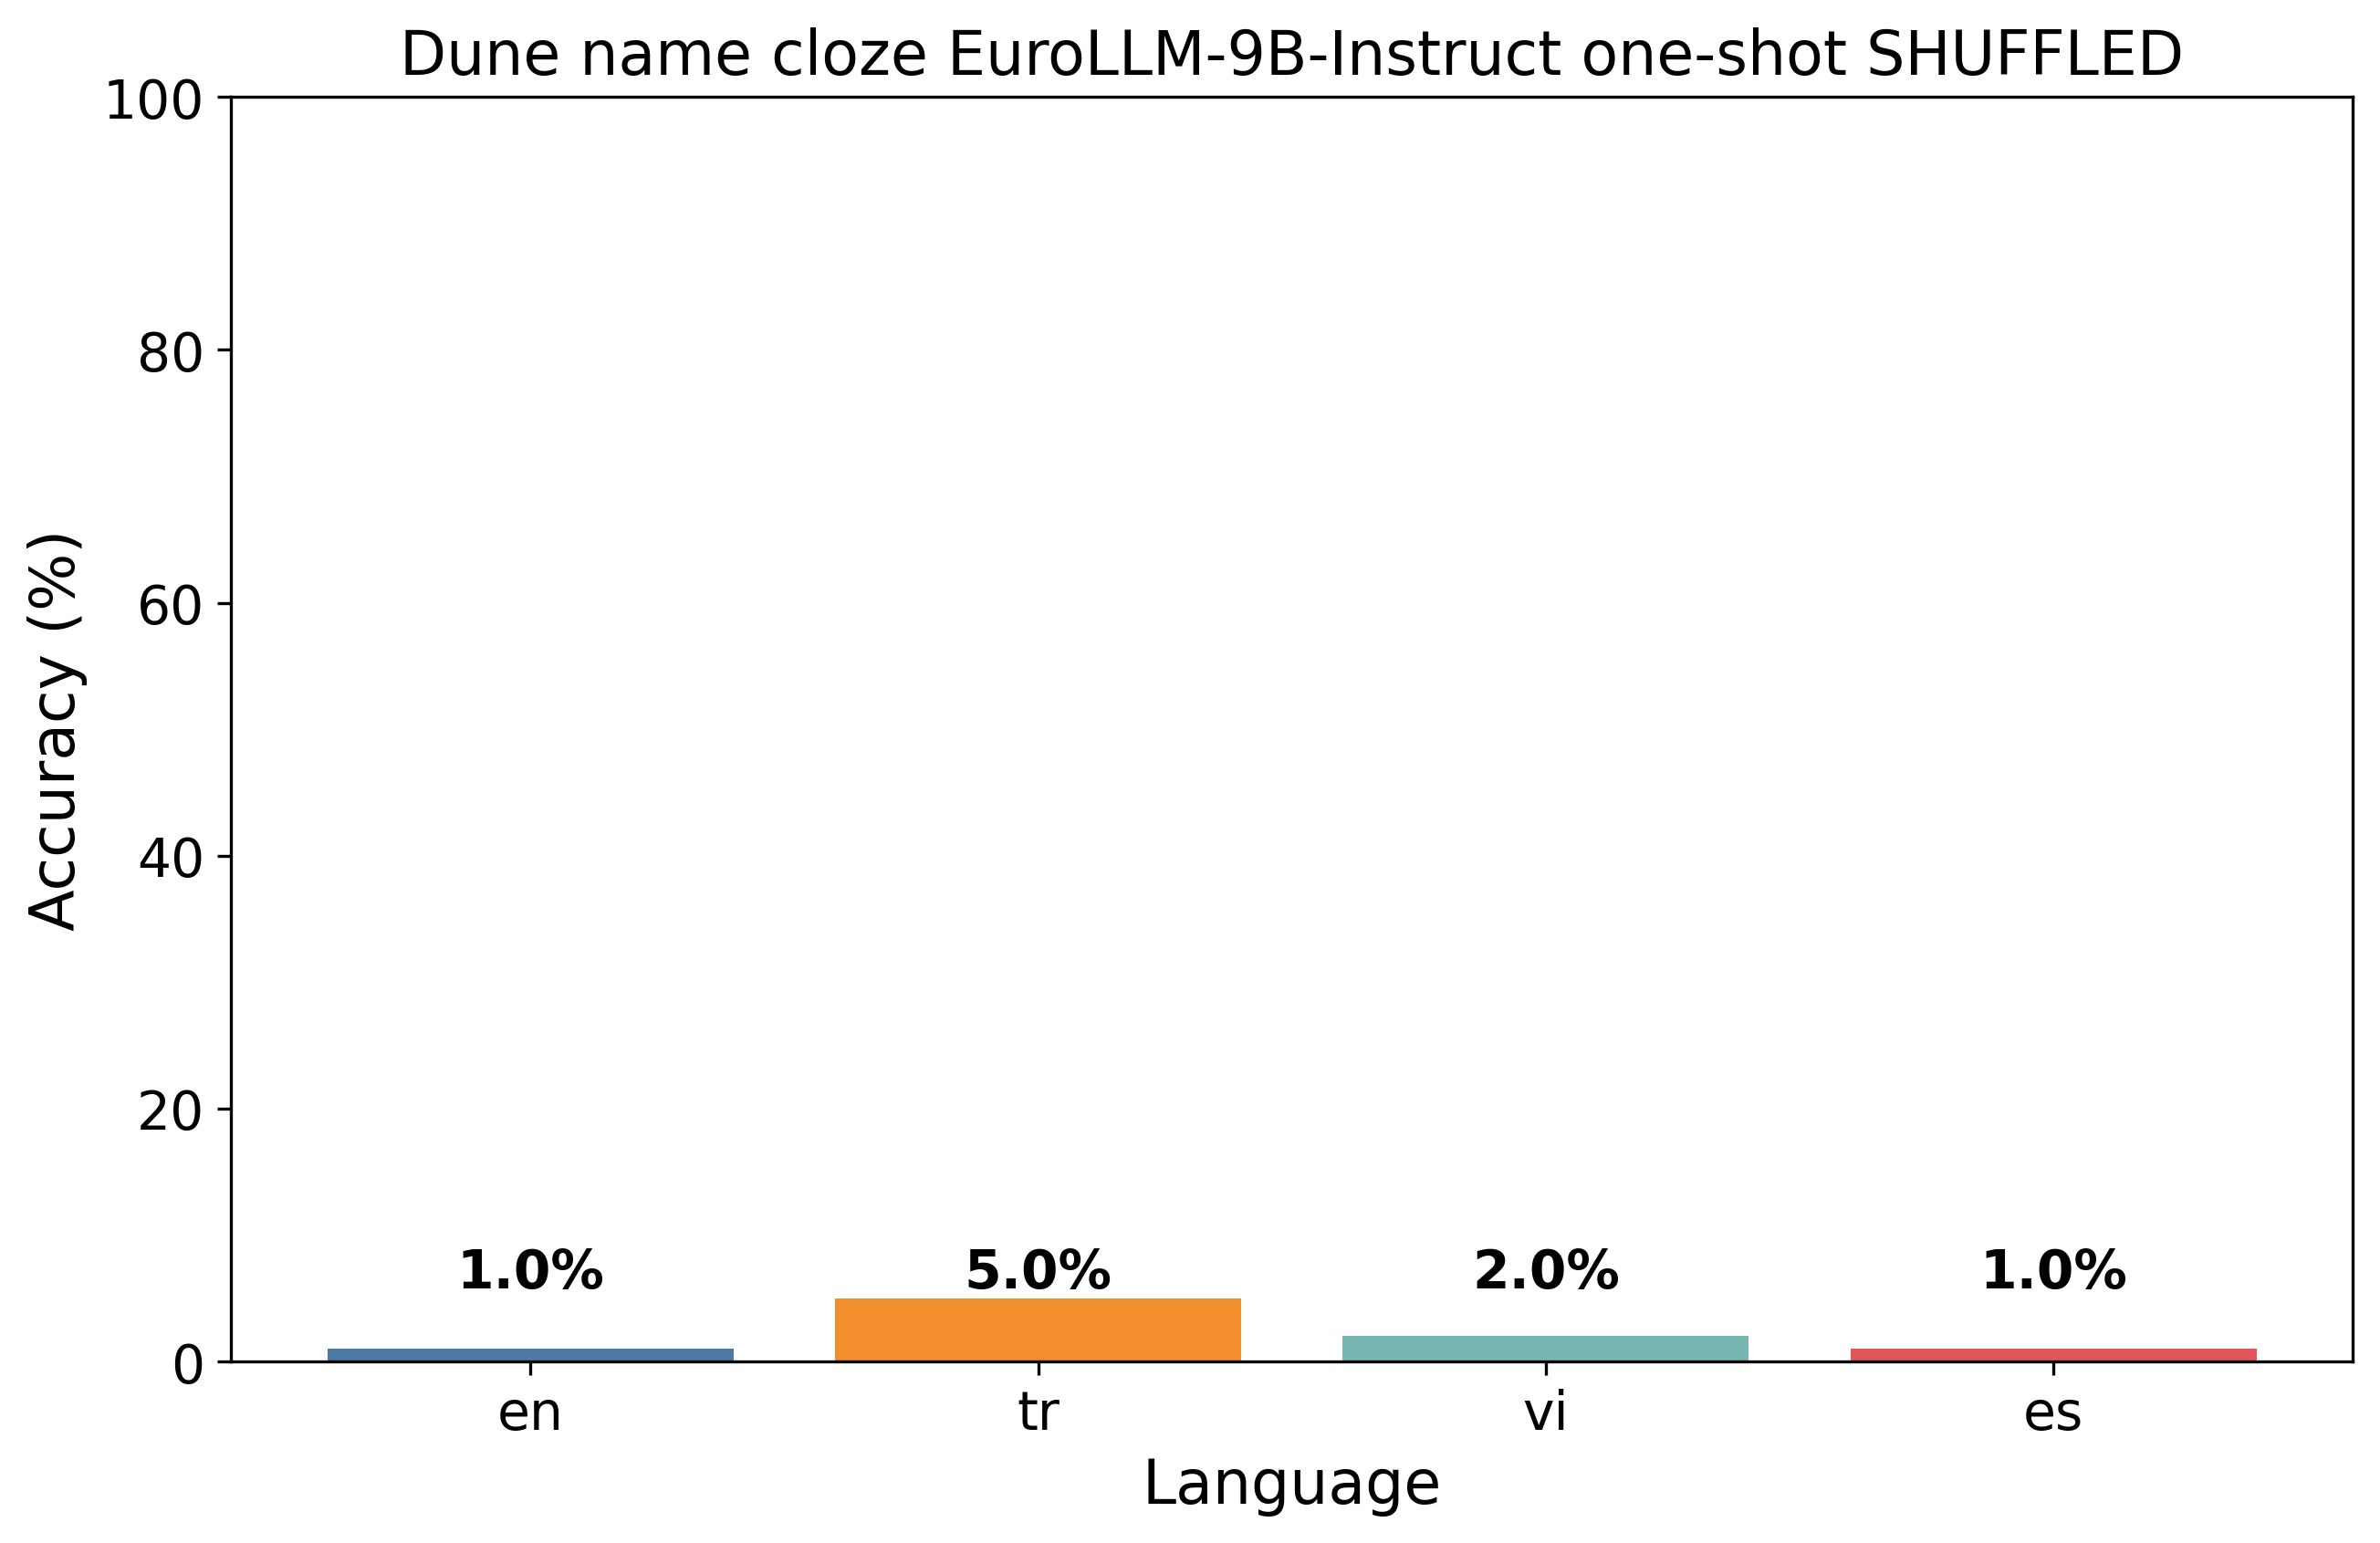 Dune name cloze EuroLLM-9B-Instruct one-shot SHUFFLED
100
80
60
40
20
0
Accuracy (%)
1.0%
5.0%
2.0%
1.0%
en
tr
vi
es
Language